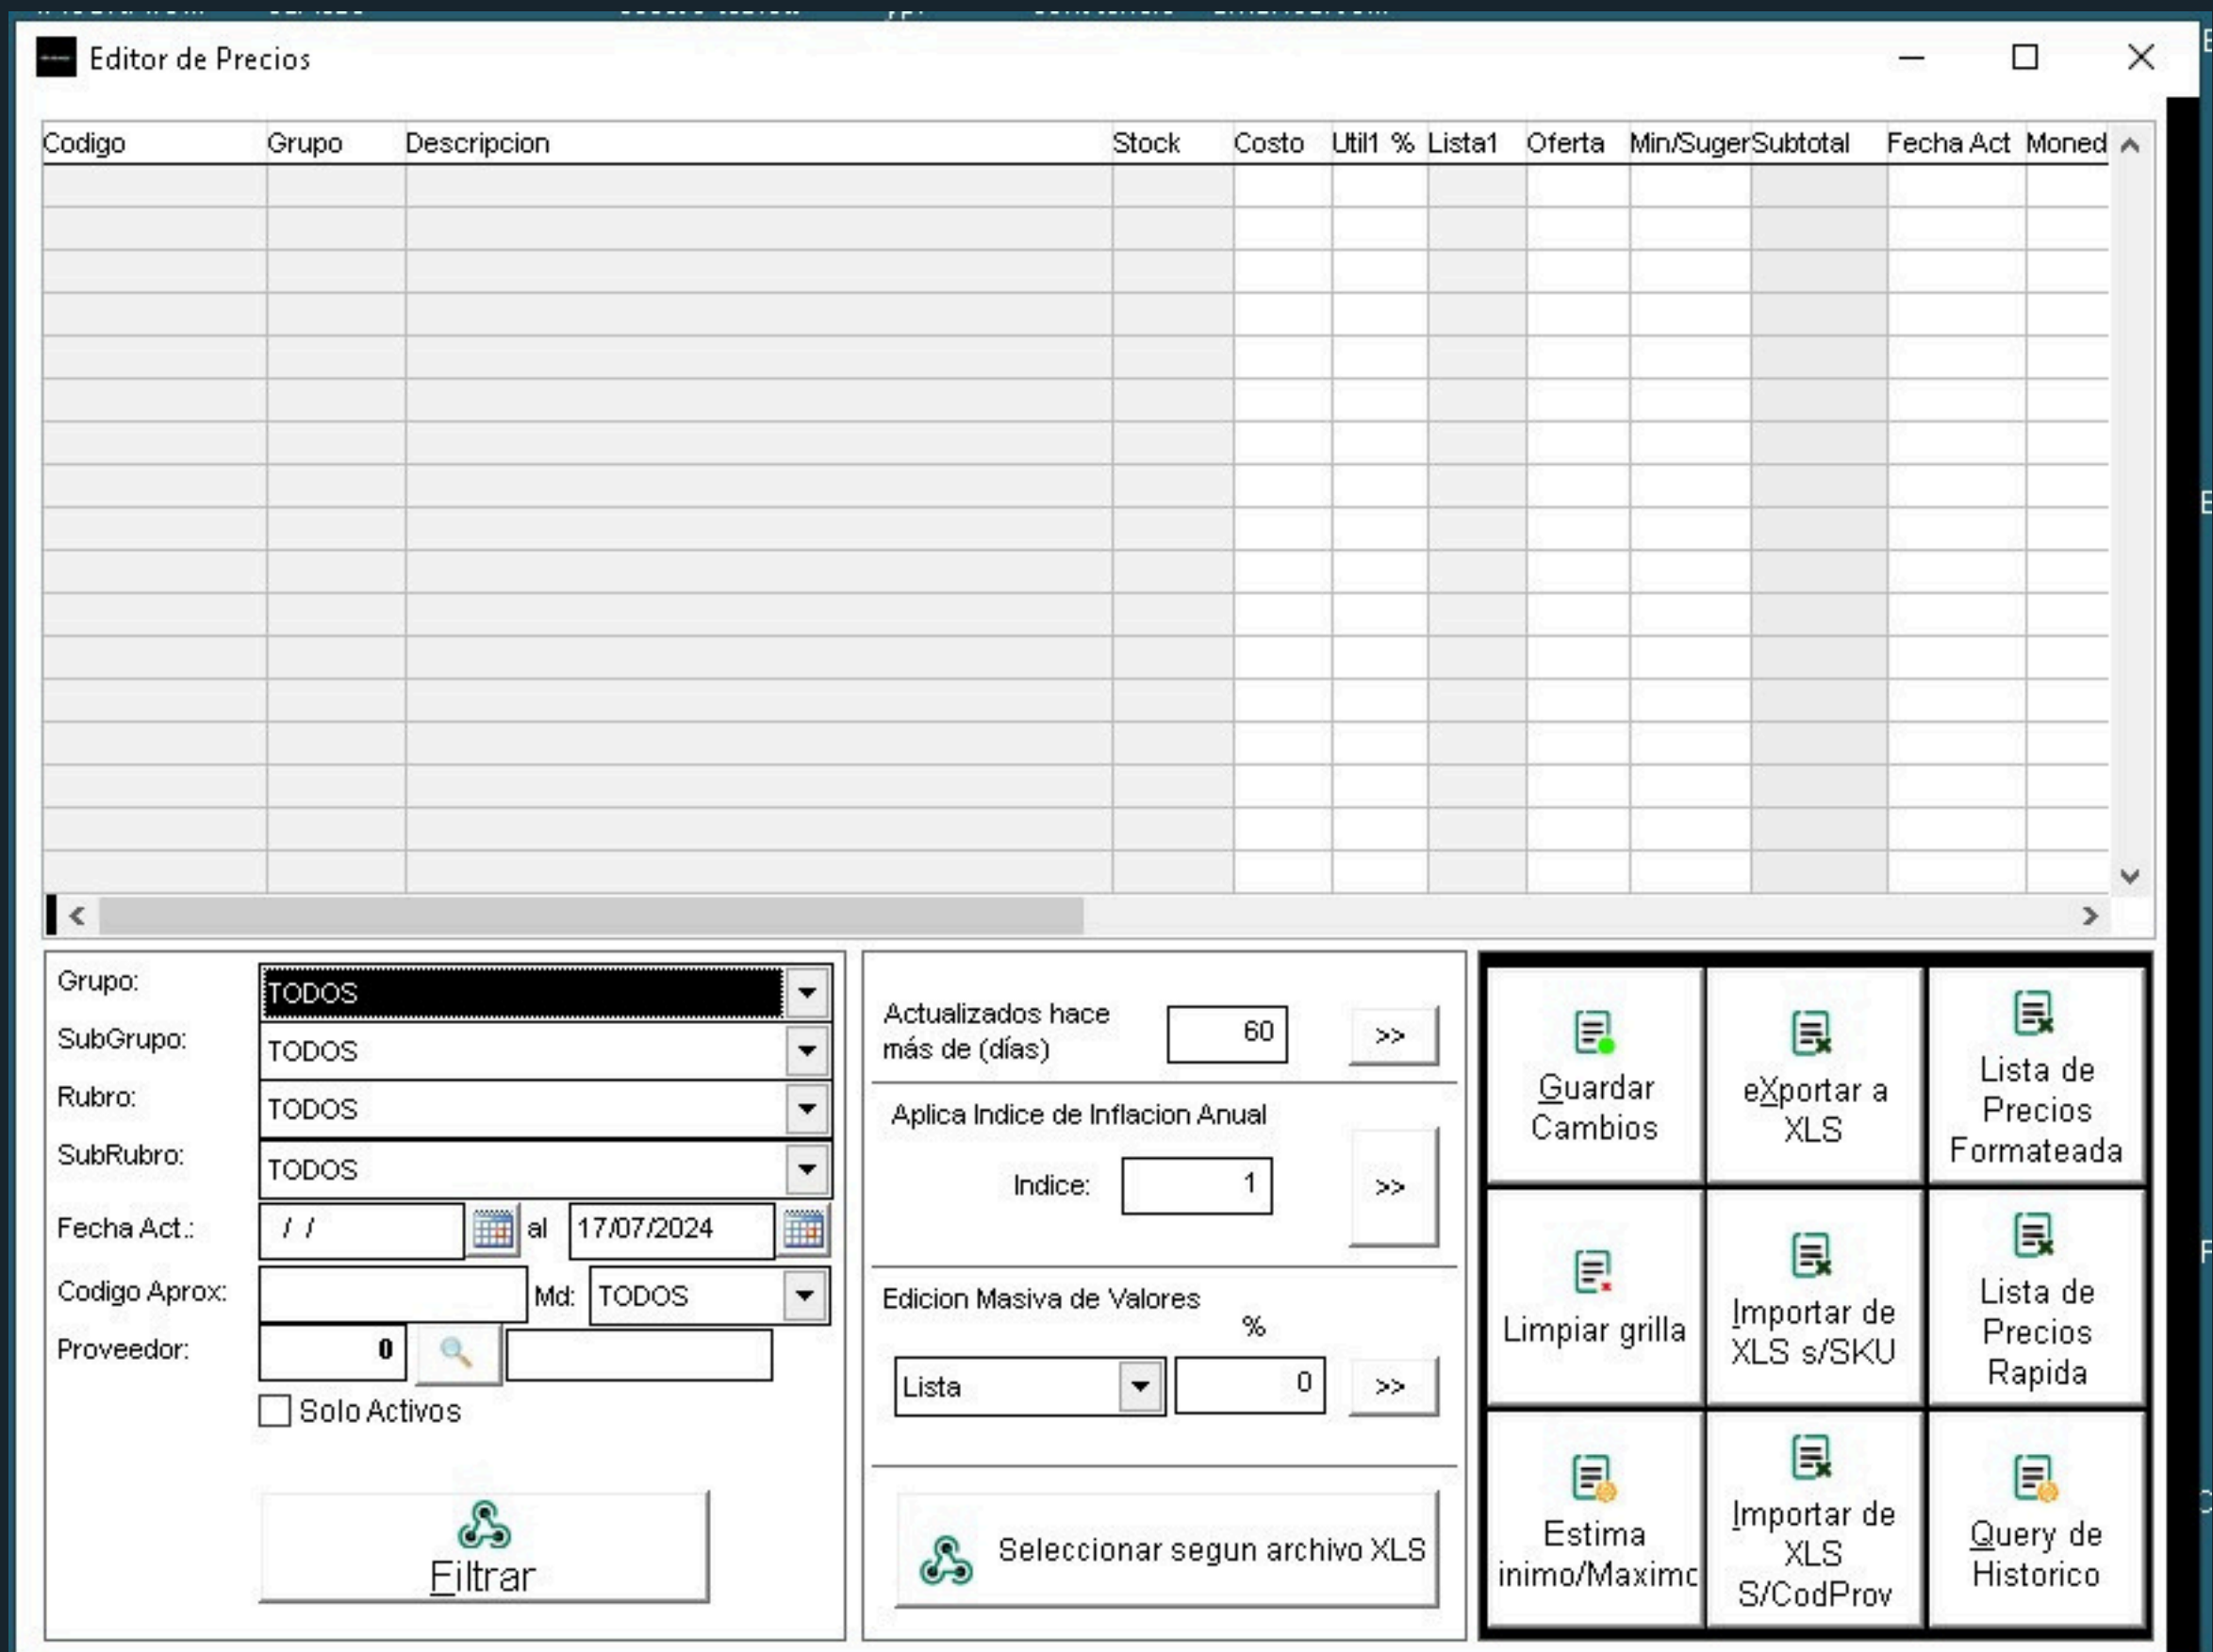 Editor de Precios
Codigo Grupo Descripcion Stock Costo Util1 % Lista1 Oferta Min/Suger Subtotal Fecha Act Moned
Grupo: TODOS
SubGrupo: TODOS
Rubro: TODOS
SubRubro: TODOS
Fecha Act.: / / al 17/07/2024
Codigo Aprox: Md: TODOS
Proveedor: 0
Solo Activos
Filtrar
Actualizados hace
más de (días) 60 >>
Aplica Indice de Inflacion Anual
Indice: 1 >>
Edicion Masiva de Valores
%
Lista 0 >>
Seleccionar segun archivo XLS
Guardar
Cambios
eXportar a
XLS
Lista de
Precios
Formateada
Limpiar grilla
Importar de
XLS s/SKU
Lista de
Precios
Rapida
Estima
inimo/Maximo
Importar de
XLS
S/CodProv
Query de
Historico